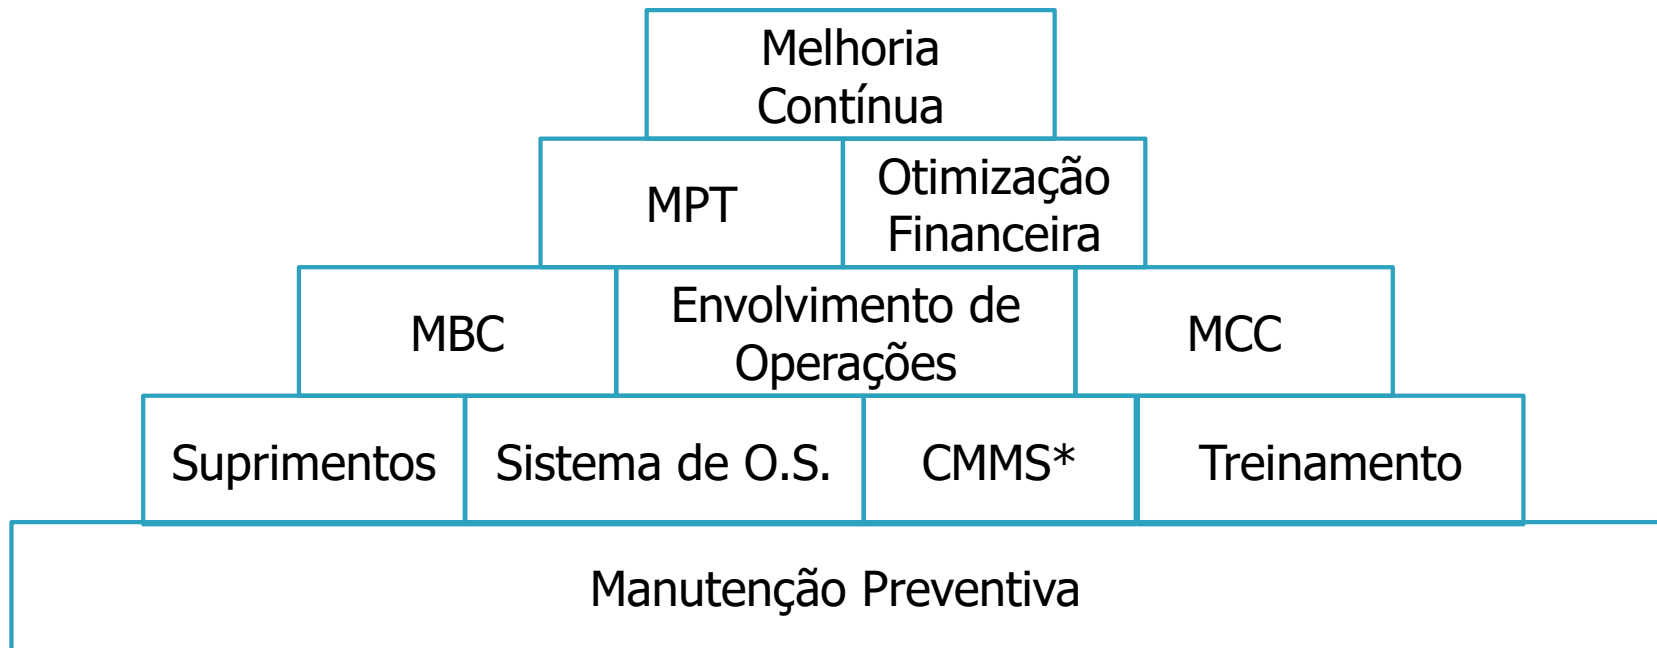 Melhoria
Contínua
MPT
Otimização
Financeira
MBC
Envolvimento de
Operações
MCC
Suprimentos
Sistema de O.S.
CMMS*
Treinamento
Manutenção Preventiva